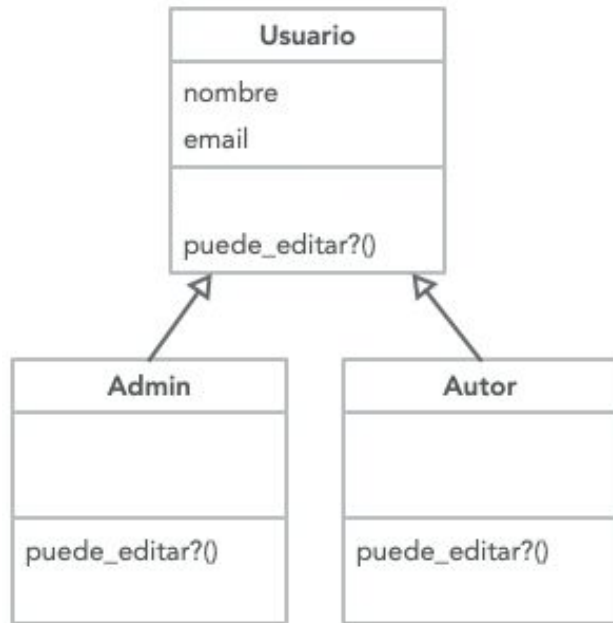 Usuario
nombre
email
puede_editar?()
Admin
puede_editar?()
Autor
puede_editar?()